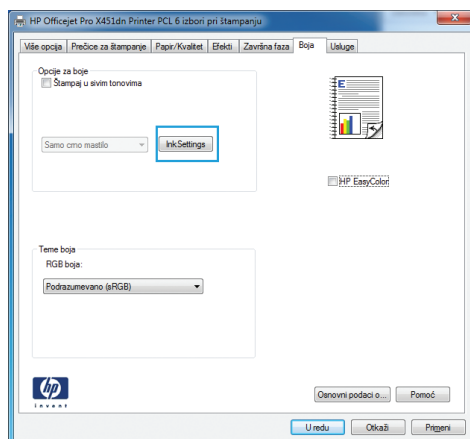 HP Officejet Pro X451dn Printer PCL 6 izbori pri štampanju
Više opcija Prečice za štampanje Papir/Kvalitet Efekti Završna faza Boja Usluge
Opcije za boje
Štampaj u sivim tonovima
E
Samo crno mastilo InkSettings
HP EasyColor
Teme boja
RGB boja:
Podrazumevano (sRGB)
hp
invent
Osnovni podaci o... Pomoć
U redu Otkaži Primeni